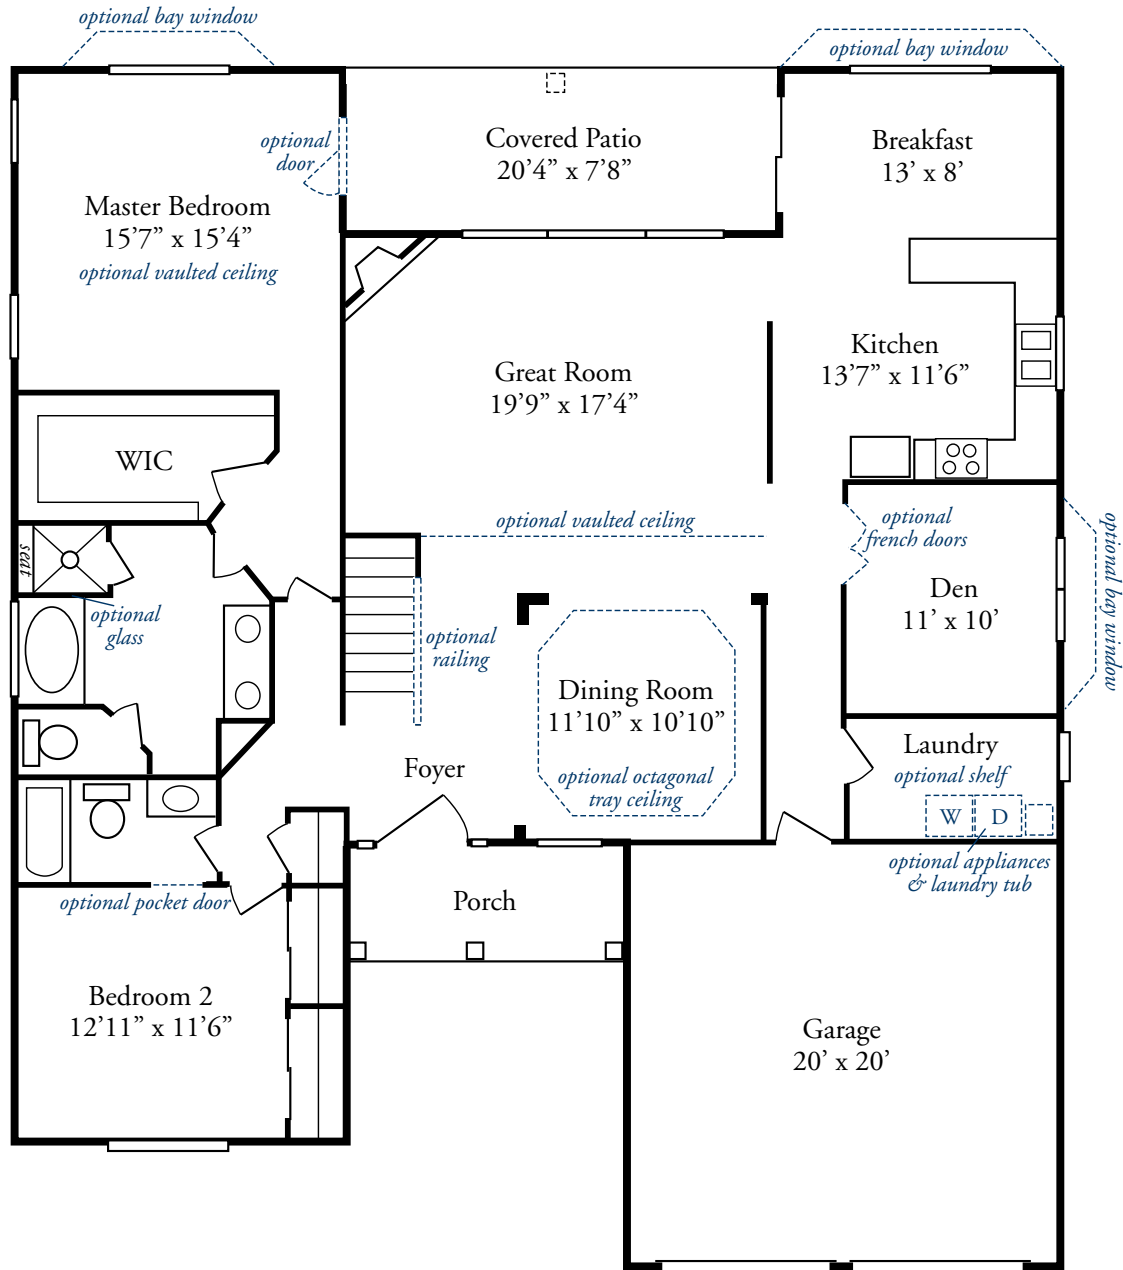 optional bay window
optional bay window
Covered Patio
20’4” x 7’8”
Breakfast
13’ x 8’
optional
door
Master Bedroom
15’7” x 15’4”
optional vaulted ceiling
Great Room
19’9” x 17’4”
Kitchen
13’7” x 11’6”
WIC
optional vaulted ceiling
optional
french doors
optional bay window
seat
Den
11’ x 10’
optional
glass
optional
railing
Dining Room
11’10” x 10’10”
optional octagonal
tray ceiling
Foyer
Laundry
optional shelf
W D
optional appliances
& laundry tub
optional pocket door
Porch
Bedroom 2
12’11” x 11’6”
Garage
20’ x 20’